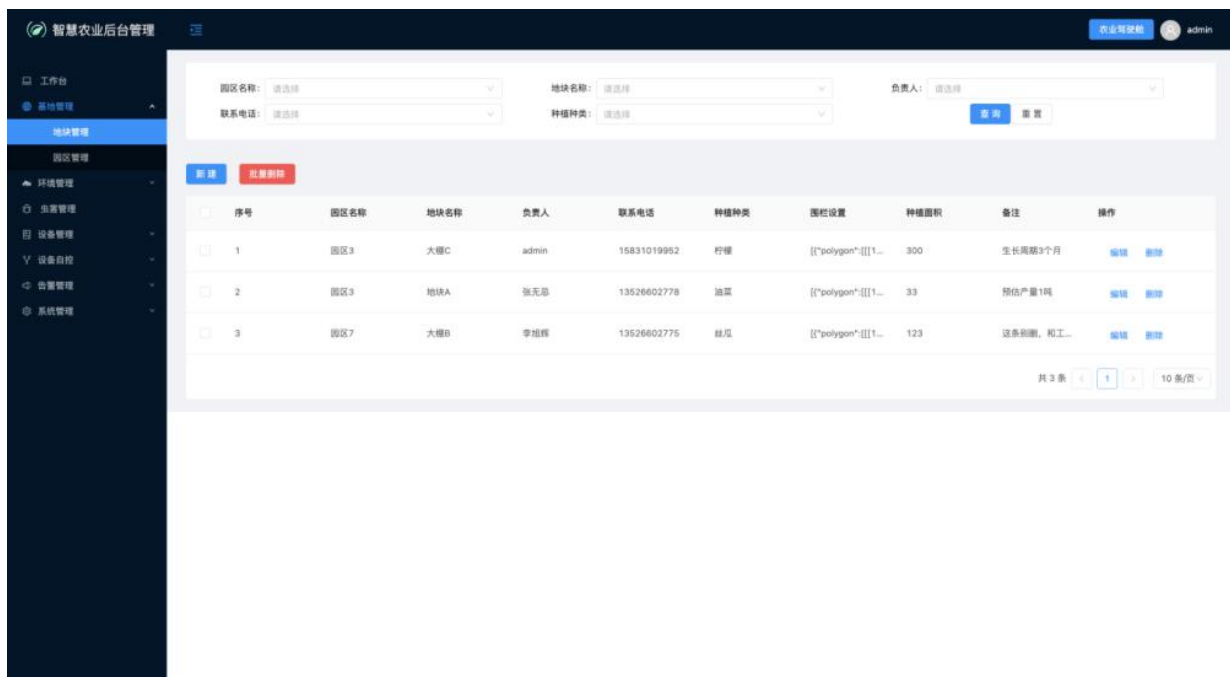 智慧农业后台管理
农业驾驶舱 admin
工作台
基地管理
地块管理
园区管理
环境管理
虫害管理
设备管理
设备自控
告警管理
系统管理
园区名称: 请选择 地块名称: 请选择 负责人: 请选择
联系电话: 请选择 种植种类: 请选择 查询 重置
新建 批量删除
序号 园区名称 地块名称 负责人 联系电话 种植种类 围栏设置 种植面积 备注 操作
1 园区3 大棚C admin 15831019952 柠檬 [{"polygon":[[[1... 300 生长周期3个月 编辑 删除
2 园区3 地块A 张无忌 13526602778 油菜 [{"polygon":[[[1... 33 预估产量1吨 编辑 删除
3 园区7 大棚B 李旭辉 13526602775 丝瓜 [{"polygon":[[[1... 123 这条别删，和工... 编辑 删除
共 3 条 < 1 > 10 条/页